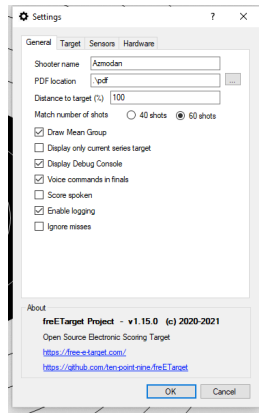 Settings
? ×
General Target Sensors Hardware
Shooter name Azmodan
PDF location .\pdf ...
Distance to target (%) 100
Match number of shots 40 shots 60 shots
Draw Mean Group
Display only current series target
Display Debug Console
Voice commands in finals
Score spoken
Enable logging
Ignore misses
About
freETarget Project - v1.15.0 (c) 2020-2021
Open Source Electronic Scoring Target
https://free-e-target.com/
https://github.com/ten-point-nine/freETarget
OK Cancel